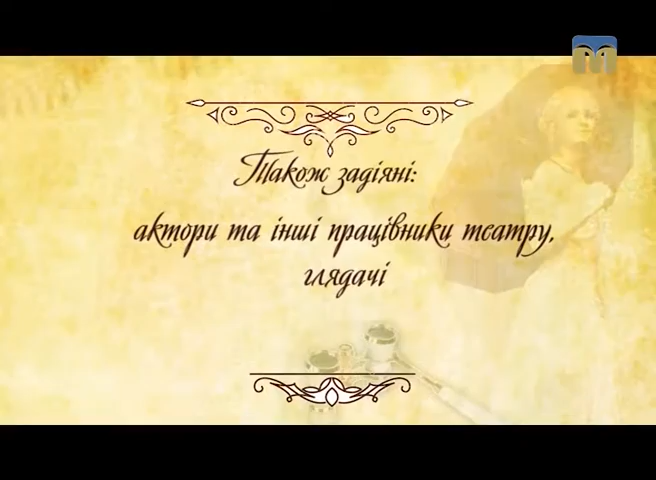 Також задіяні:
актори та інші працівники театру,
глядачі